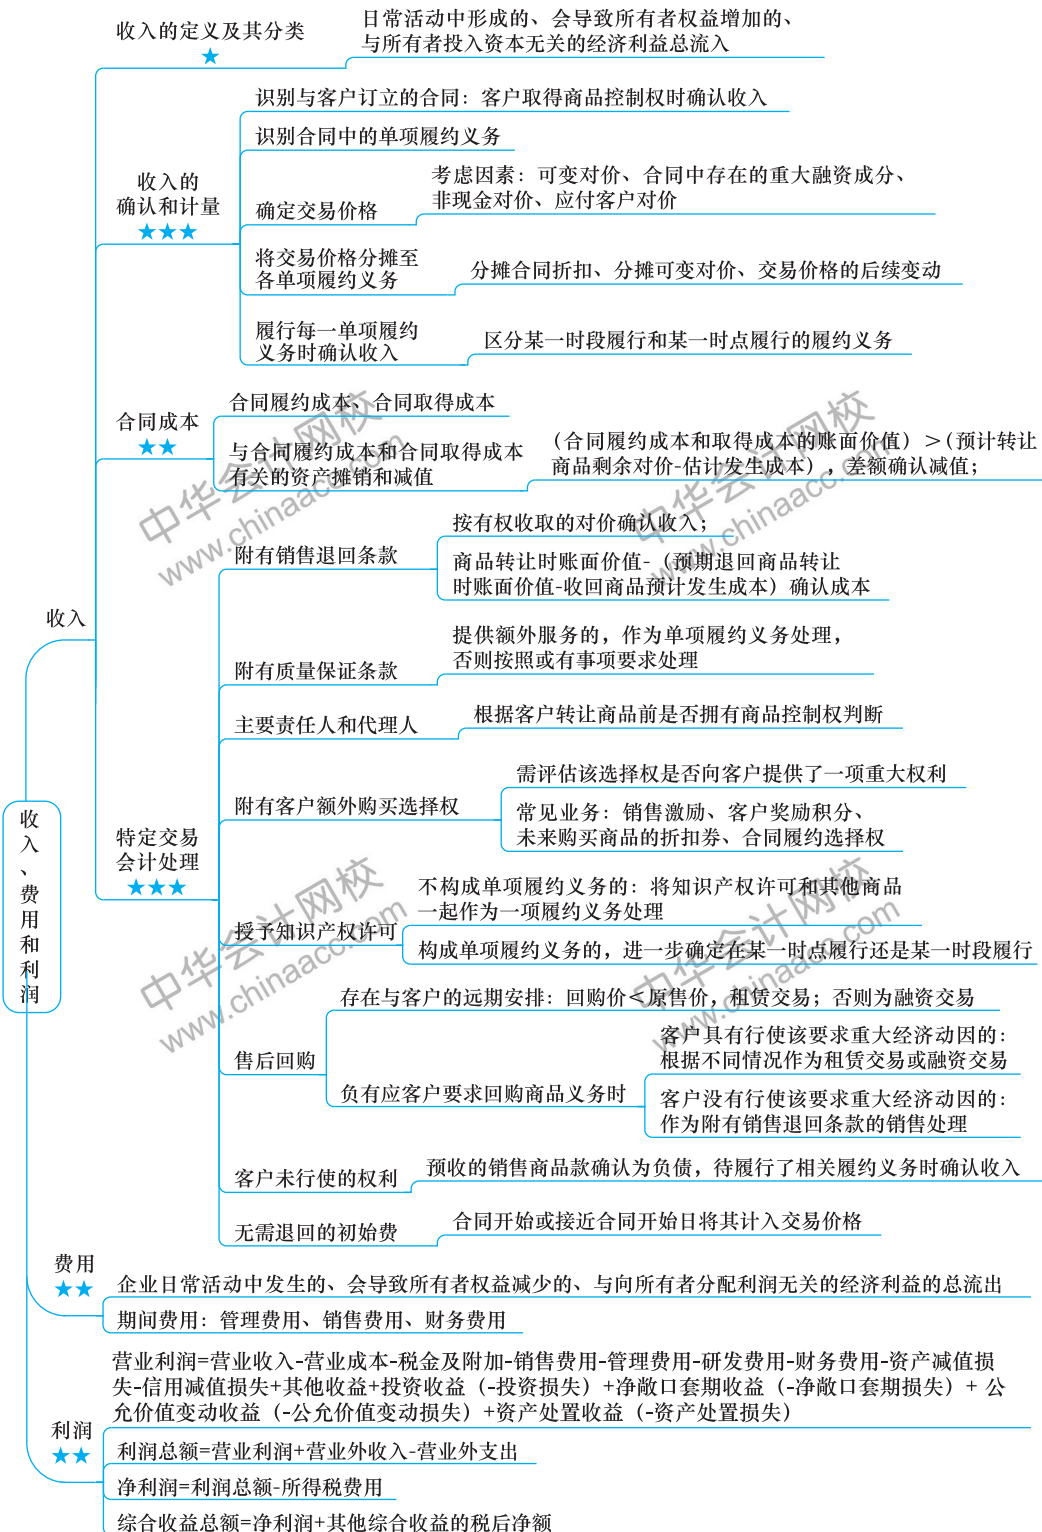 收入的定义及其分类
★
日常活动中形成的、会导致所有者权益增加的、
与所有者投入资本无关的经济利益总流入
识别与客户订立的合同：客户取得商品控制权时确认收入
识别合同中的单项履约义务
收入的
确认和计量
★★★
确定交易价格
考虑因素：可变对价、合同中存在的重大融资成分、
非现金对价、应付客户对价
将交易价格分摊至
各单项履约义务
分摊合同折扣、分摊可变对价、交易价格的后续变动
履行每一单项履约
义务时确认收入
区分某一时段履行和某一时点履行的履约义务
合同成本
★★
合同履约成本、合同取得成本
与合同履约成本和合同取得成本
有关的资产摊销和减值
（合同履约成本和取得成本的账面价值）＞（预计转让
商品剩余对价-估计发生成本），差额确认减值；
中华会计网校
www.chinaacc.com
中华会计网校
www.chinaacc.com
收入
附有销售退回条款
按有权收取的对价确认收入；
商品转让时账面价值-（预期退回商品转让
时账面价值-收回商品预计发生成本）确认成本
附有质量保证条款
提供额外服务的，作为单项履约义务处理，
否则按照或有事项要求处理
主要责任人和代理人
根据客户转让商品前是否拥有商品控制权判断
附有客户额外购买选择权
需评估该选择权是否向客户提供了一项重大权利
常见业务：销售激励、客户奖励积分、
未来购买商品的折扣券、合同履约选择权
收入、费用和利润
特定交易
会计处理
★★★
授予知识产权许可
不构成单项履约义务的：将知识产权许可和其他商品
一起作为一项履约义务处理
构成单项履约义务的，进一步确定在某一时点履行还是某一时段履行
中华会计网校
www.chinaacc.com
中华会计网校
www.chinaacc.com
售后回购
存在与客户的远期安排：回购价＜原售价，租赁交易；否则为融资交易
负有应客户要求回购商品义务时
客户具有行使该要求重大经济动因的：
根据不同情况作为租赁交易或融资交易
客户没有行使该要求重大经济动因的：
作为附有销售退回条款的销售处理
客户未行使的权利
预收的销售商品款确认为负债，待履行了相关履约义务时确认收入
无需退回的初始费
合同开始或接近合同开始日将其计入交易价格
费用
★★
企业日常活动中发生的、会导致所有者权益减少的、与向所有者分配利润无关的经济利益的总流出
期间费用：管理费用、销售费用、财务费用
利润
★★
营业利润=营业收入-营业成本-税金及附加-销售费用-管理费用-研发费用-财务费用-资产减值损
失-信用减值损失+其他收益+投资收益（-投资损失）+净敞口套期收益（-净敞口套期损失）+ 公
允价值变动收益（-公允价值变动损失）+资产处置收益（-资产处置损失）
利润总额=营业利润+营业外收入-营业外支出
净利润=利润总额-所得税费用
综合收益总额=净利润+其他综合收益的税后净额